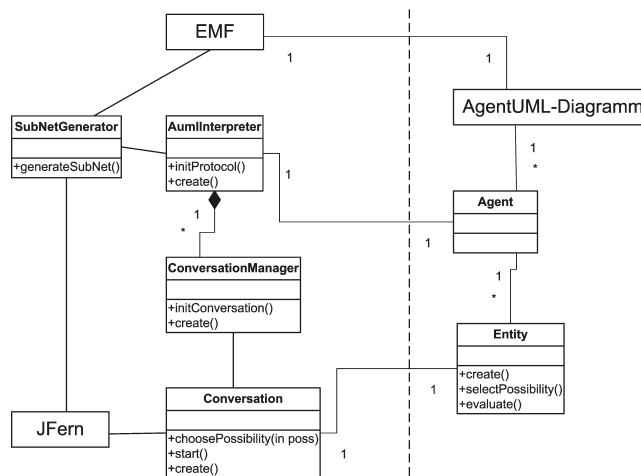 EMF
1
1
AgentUML-Diagramm
SubNetGenerator
+generateSubNet()
AumlInterpreter
+initProtocol()
+create()
1
1
*
Agent
1
1
*
ConversationManager
+initConversation()
+create()
1
*
Entity
+create()
+selectPossibility()
+evaluate()
1
Conversation
+choosePossibility(in poss)
+start()
+create()
1
JFern